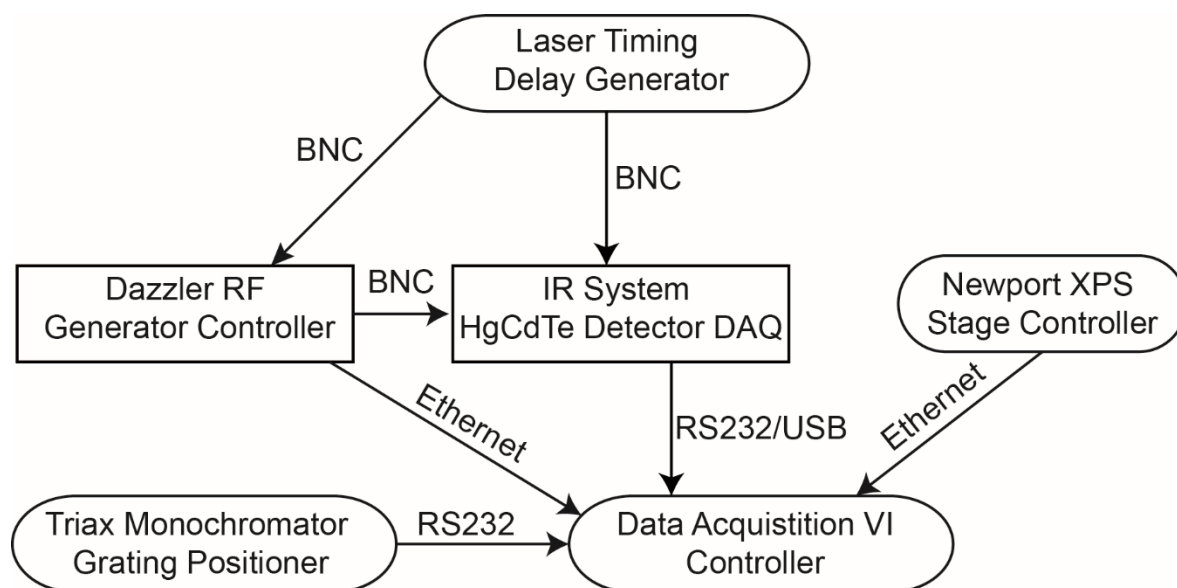 Laser Timing
Delay Generator
BNC
BNC
Dazzler RF
Generator Controller
BNC
IR System
HgCdTe Detector DAQ
Newport XPS
Stage Controller
Ethernet
RS232/USB
Ethernet
Triax Monochromator
Grating Positioner
RS232
Data Acquistition VI
Controller